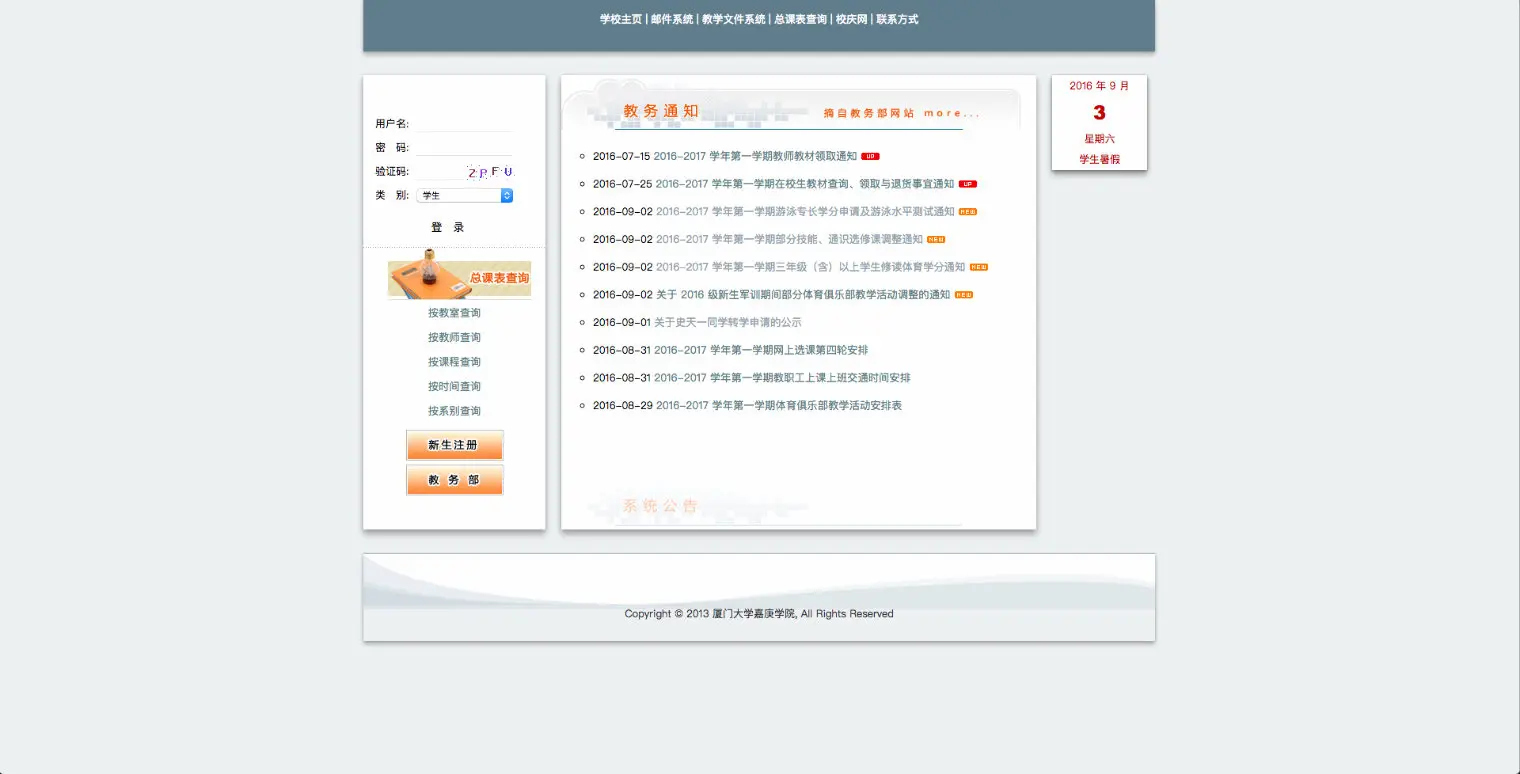 学校主页 | 邮件系统 | 教学文件系统 | 总课表查询 | 校庆网 | 联系方式
用户名:
密 码:
验证码: ZPFU
类 别: 学生
登 录
总课表查询
按教室查询
按教师查询
按课程查询
按时间查询
按系别查询
新生注册
教 务 部
教务通知
摘自教务部网站 more...
2016-07-15 2016-2017 学年第一学期教师教材领取通知 UP
2016-07-25 2016-2017 学年第一学期在校生教材查询、领取与退货事宜通知 UP
2016-09-02 2016-2017 学年第一学期游泳专长学分申请及游泳水平测试通知 NEW
2016-09-02 2016-2017 学年第一学期部分技能、通识选修课调整通知 NEW
2016-09-02 2016-2017 学年第一学期三年级（含）以上学生修读体育学分通知 NEW
2016-09-02 关于 2016 级新生军训期间部分体育俱乐部教学活动调整的通知 NEW
2016-09-01 关于史天一同学转学申请的公示
2016-08-31 2016-2017 学年第一学期网上选课第四轮安排
2016-08-31 2016-2017 学年第一学期教职工上课上班交通时间安排
2016-08-29 2016-2017 学年第一学期体育俱乐部教学活动安排表
系统公告
2016 年 9 月
3
星期六
学生暑假
Copyright © 2013 厦门大学嘉庚学院, All Rights Reserved